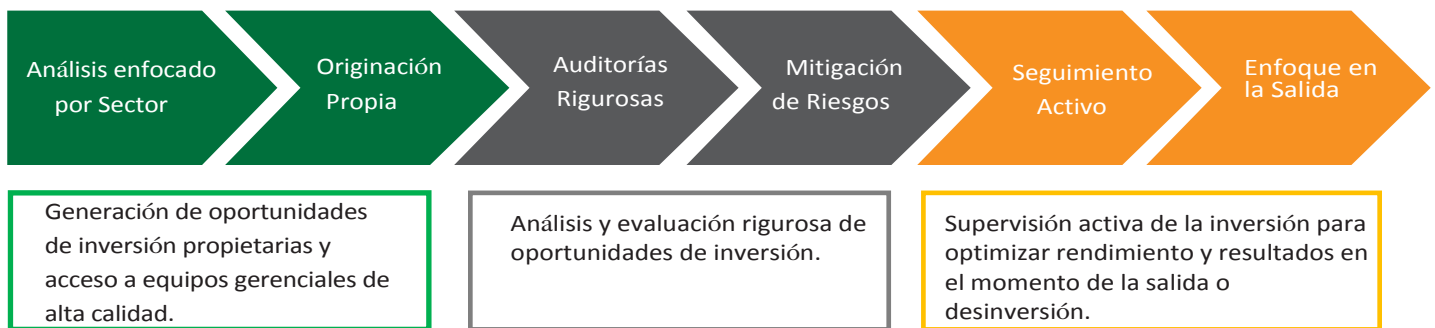 Análisis enfocado
por Sector
Originación
Propia
Auditorías
Rigurosas
Mitigación
de Riesgos
Seguimiento
Activo
Enfoque en
la Salida
Generación de oportunidades
de inversión propietarias y
acceso a equipos gerenciales de
alta calidad.
Análisis y evaluación rigurosa de
oportunidades de inversión.
Supervisión activa de la inversión para
optimizar rendimiento y resultados en
el momento de la salida o
desinversión.